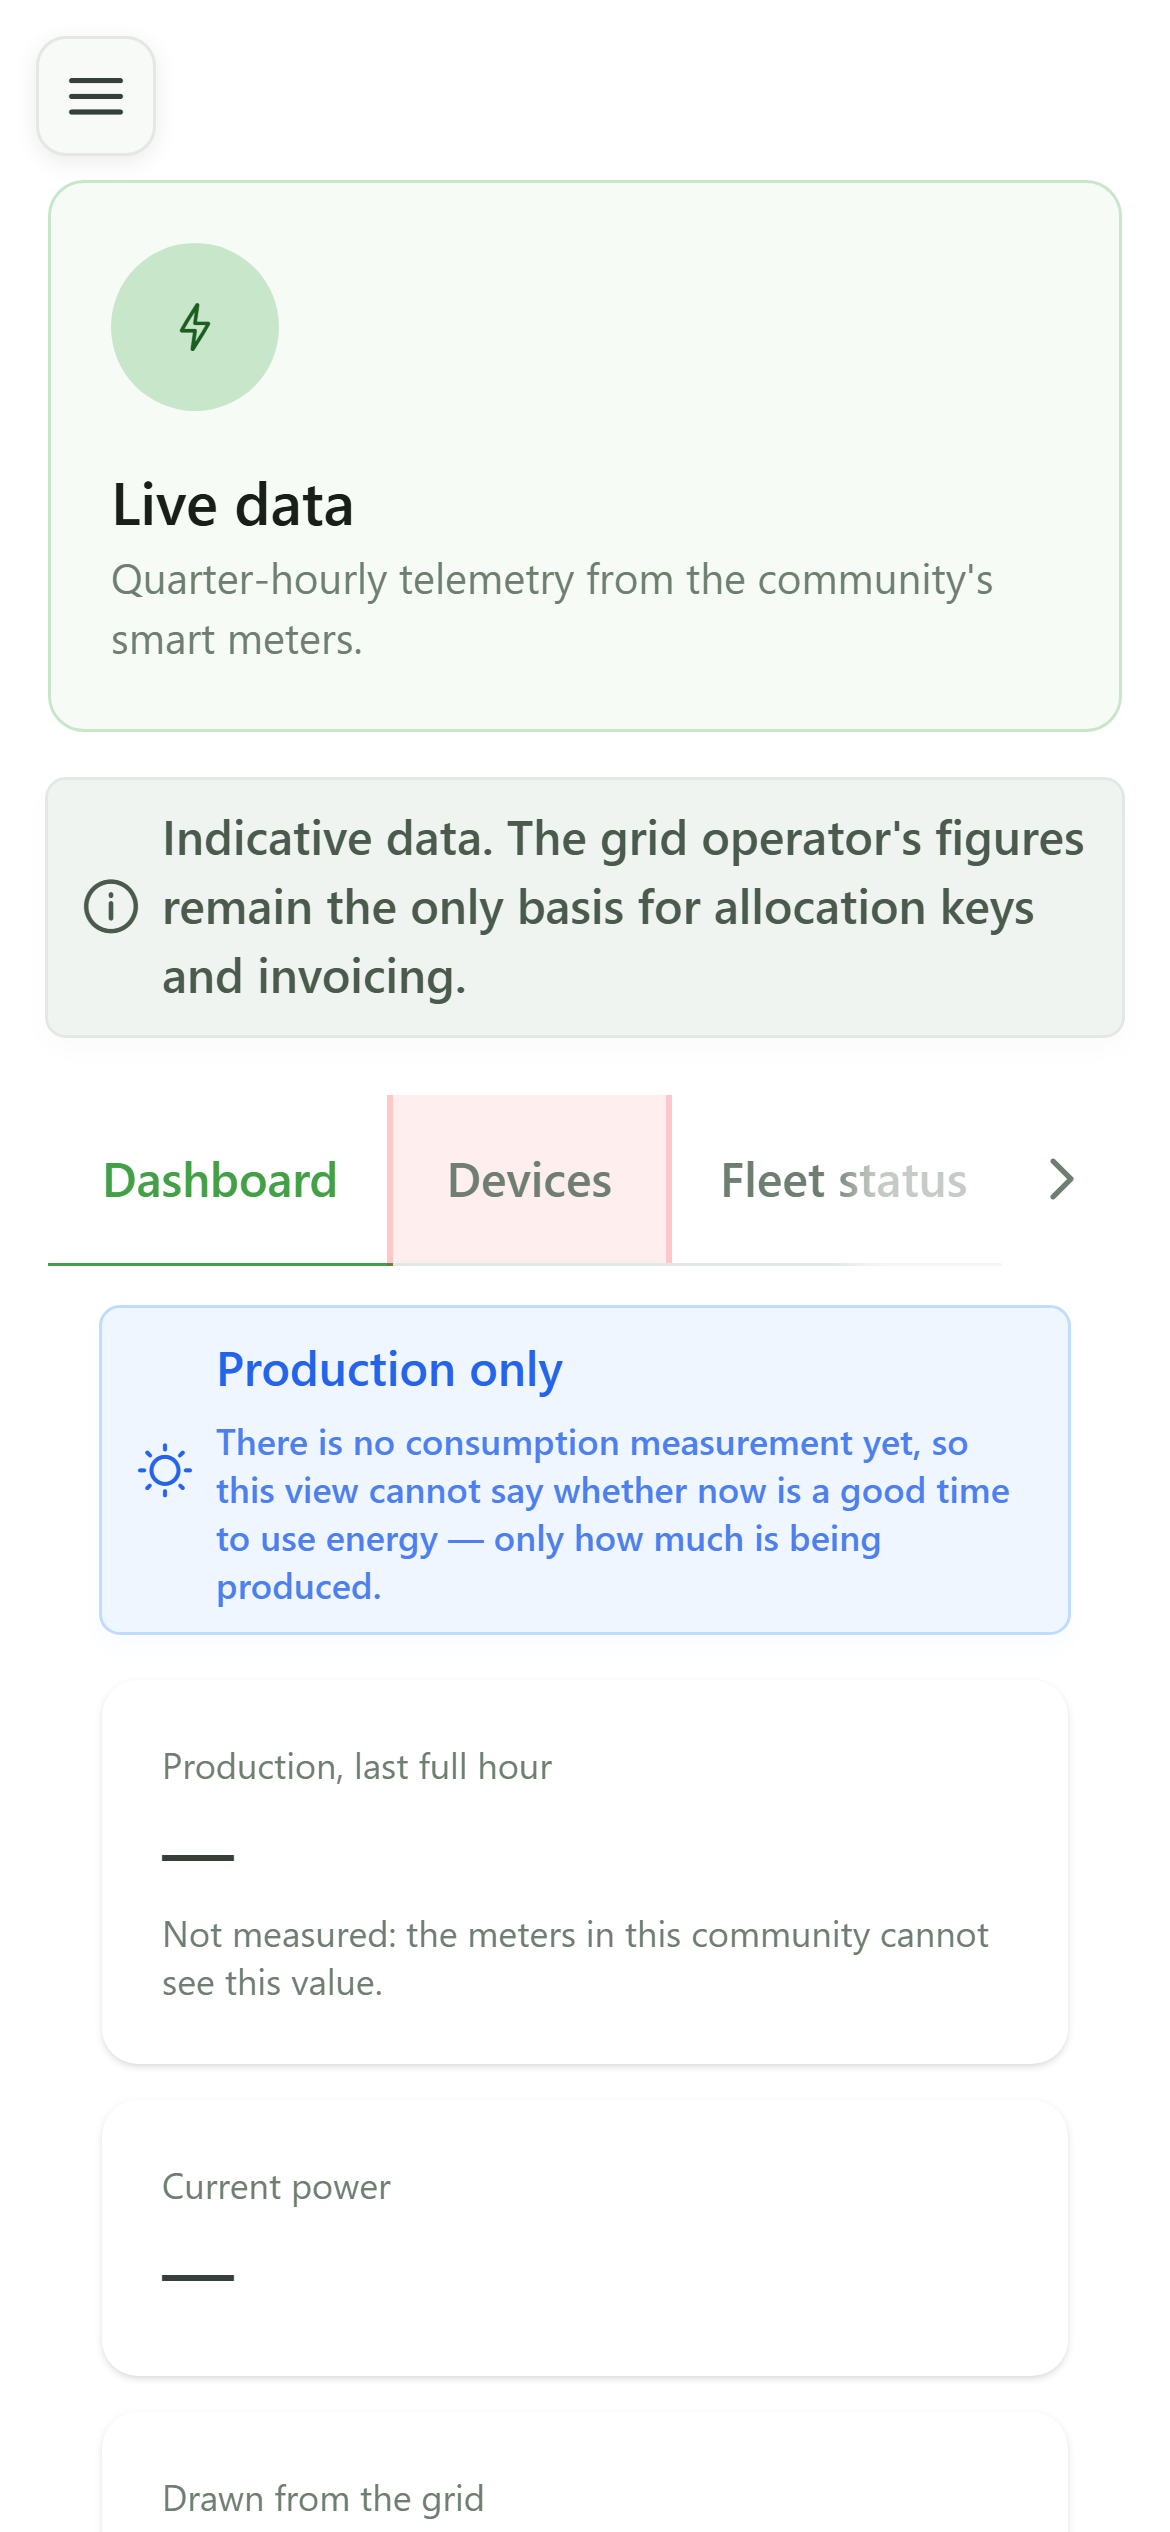 Live data
Quarter-hourly telemetry from the community's
smart meters.
Indicative data. The grid operator's figures
remain the only basis for allocation keys
and invoicing.
Dashboard Devices Fleet status
Production only
There is no consumption measurement yet, so
this view cannot say whether now is a good time
to use energy — only how much is being
produced.
Production, last full hour
—
Not measured: the meters in this community cannot
see this value.
Current power
—
Drawn from the grid